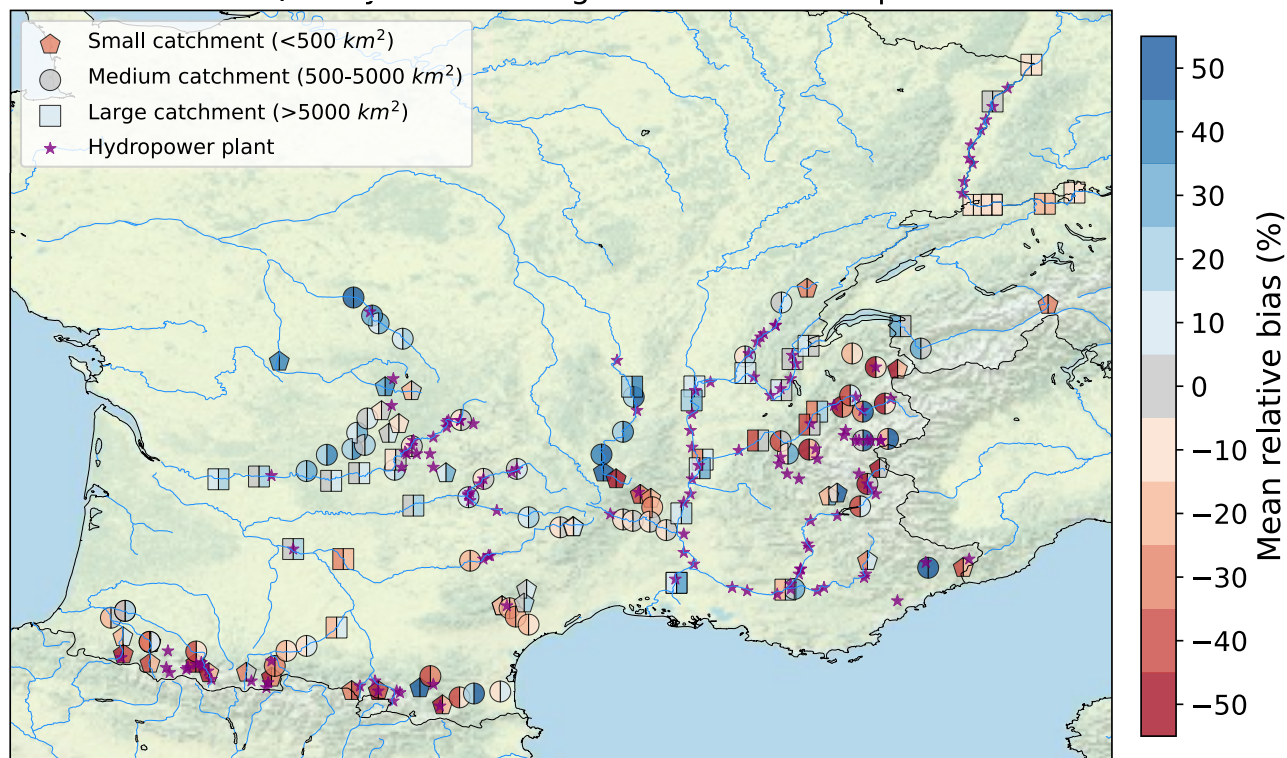 Small catchment (<500 km²)
Medium catchment (500-5000 km²)
Large catchment (>5000 km²)
Hydropower plant
50
40
30
20
10
0
−10
−20
−30
−40
−50
Mean relative bias (%)